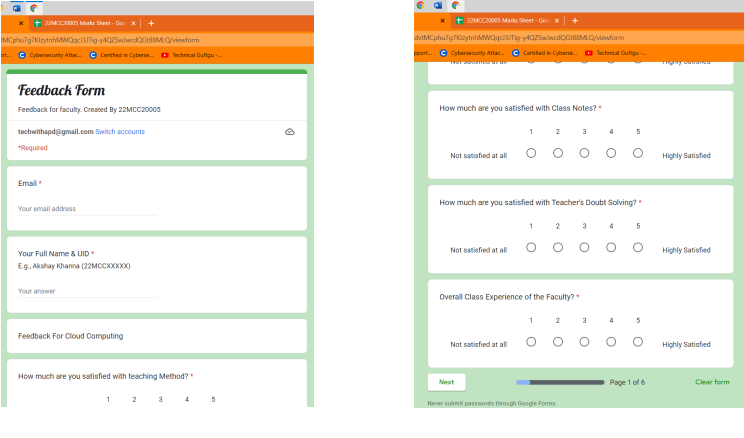 22MCC20005 Marks Sheet - Goo
MCphu7g7KlzytnhMWQqcJ3JTig-y4QZSwJwcdQGt88MLQ/viewform
ort...
Cybersecurity Attac...
Certified in Cyberse...
Technical Guftgu -...
Feedback Form
Feedback for faculty. Created By 22MCC20005
techwithapd@gmail.com Switch accounts
*Required
Email *
Your email address
Your Full Name & UID *
E.g., Akshay Khanna (22MCCXXXXX)
Your answer
Feedback For Cloud Computing
How much are you satisfied with teaching Method? *
1 2 3 4 5
22MCC20005 Marks Sheet - Goo
dvtMCphu7g7KlzytnhMWQqcJ3JTig-y4QZSwJwcdQGt88MLQ/viewform
pport...
Cybersecurity Attac...
Certified in Cyberse...
Technical Guftgu -...
Not satisfied at all Highly Satisfied
How much are you satisfied with Class Notes? *
1 2 3 4 5
Not satisfied at all Highly Satisfied
How much are you satisfied with Teacher's Doubt Solving? *
1 2 3 4 5
Not satisfied at all Highly Satisfied
Overall Class Experience of the Faculty? *
1 2 3 4 5
Not satisfied at all Highly Satisfied
Next Page 1 of 6 Clear form
Never submit passwords through Google Forms.